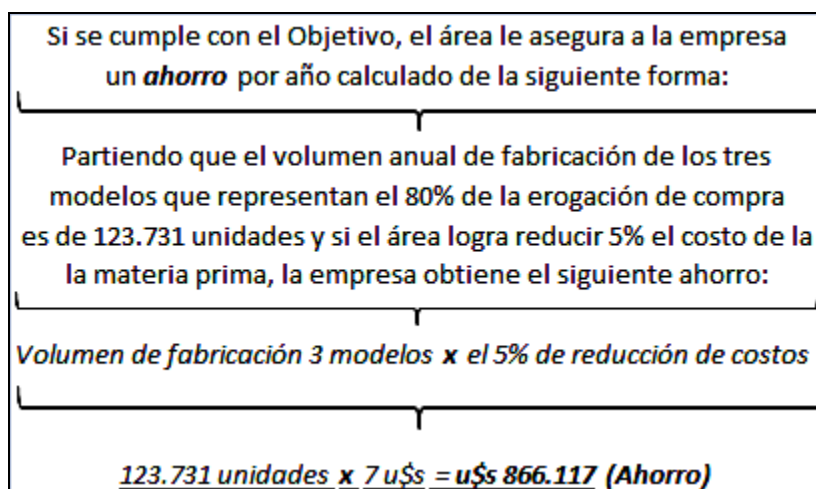 Si se cumple con el Objetivo, el área le asegura a la empresa
un ahorro por año calculado de la siguiente forma:
Partiendo que el volumen anual de fabricación de los tres
modelos que representan el 80% de la erogación de compra
es de 123.731 unidades y si el área logra reducir 5% el costo de la
la materia prima, la empresa obtiene el siguiente ahorro:
Volumen de fabricación 3 modelos x el 5% de reducción de costos
123.731 unidades x 7 u$s = u$s 866.117 (Ahorro)